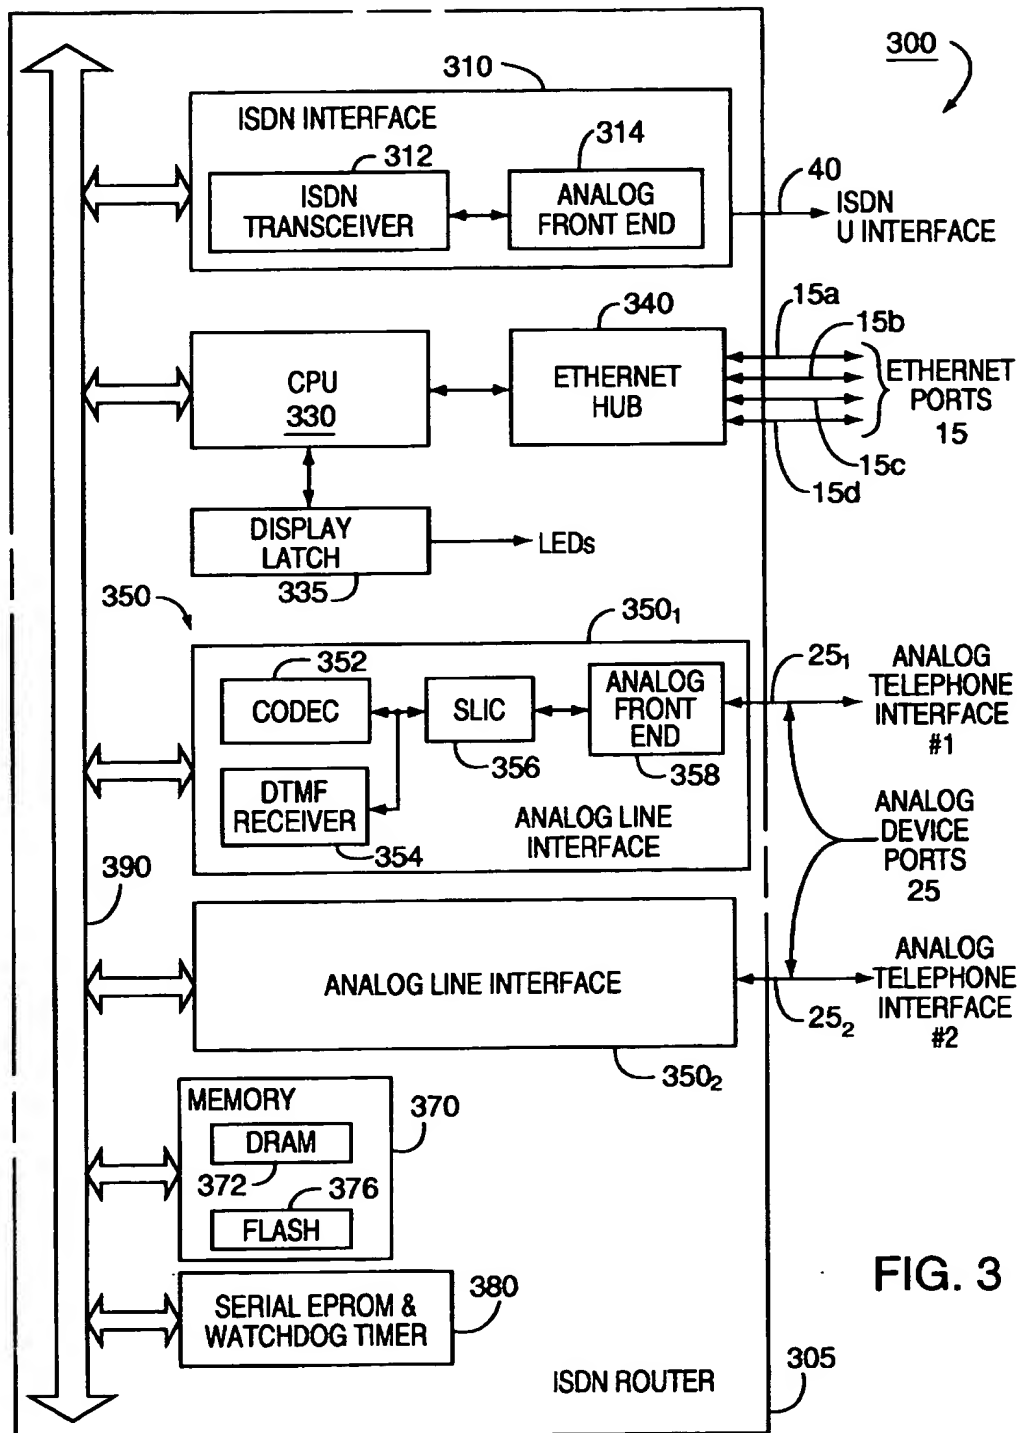 300
310
ISDN INTERFACE
312
314
ISDN
TRANSCEIVER
ANALOG
FRONT END
40
ISDN
U INTERFACE
340
15a
15b
CPU
330
ETHERNET
HUB
ETHERNET
PORTS
15
15c
15d
DISPLAY
LATCH
335
LEDs
350
350₁
352
CODEC
SLIC
356
ANALOG
FRONT
END
358
25₁
ANALOG
TELEPHONE
INTERFACE
#1
DTMF
RECEIVER
354
ANALOG LINE
INTERFACE
ANALOG
DEVICE
PORTS
25
390
ANALOG LINE INTERFACE
350₂
25₂
ANALOG
TELEPHONE
INTERFACE
#2
MEMORY
370
DRAM
372
376
FLASH
SERIAL EPROM &
WATCHDOG TIMER
380
FIG. 3
ISDN ROUTER
305